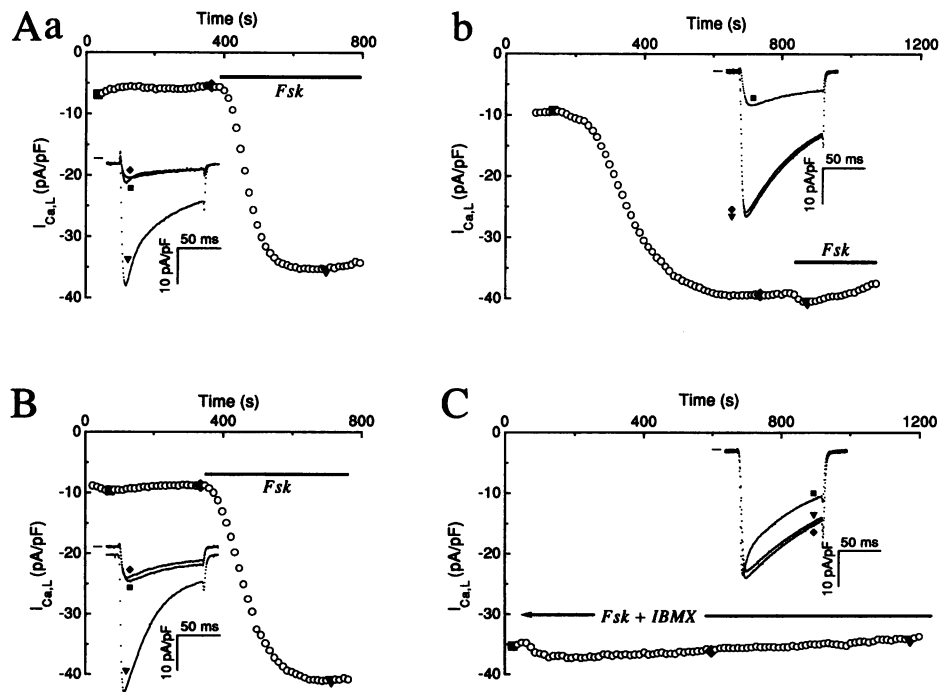 Aa
Time (s)
0 400 800
0
-10
-20
-30
-40
I_Ca,L (pA/pF)
Fsk
50 ms
10 pA/pF
b
Time (s)
0 400 800 1200
0
-10
-20
-30
-40
I_Ca,L (pA/pF)
50 ms
10 pA/pF
Fsk
B
Time (s)
0 400 800
0
-10
-20
-30
-40
I_Ca,L (pA/pF)
Fsk
50 ms
10 pA/pF
C
Time (s)
0 400 800 1200
0
-10
-20
-30
-40
I_Ca,L (pA/pF)
50 ms
10 pA/pF
Fsk + IBMX